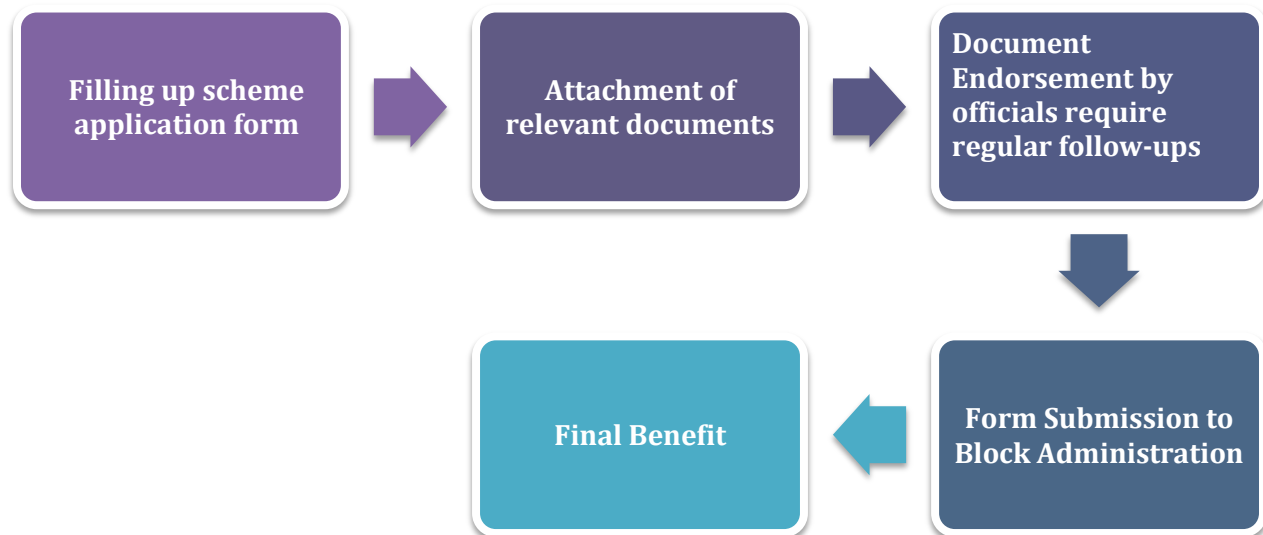 Filling up scheme
application form
Attachment of
relevant documents
Document
Endorsement by
officials require
regular follow-ups
Form Submission to
Block Administration
Final Benefit